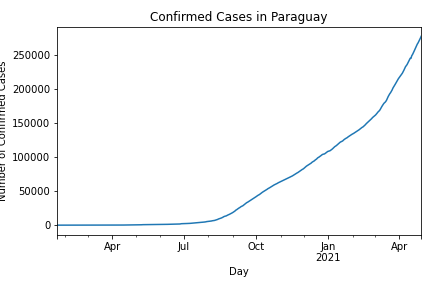 Confirmed Cases in Paraguay
Number of Confirmed Cases
250000
200000
150000
100000
50000
0
Apr
Jul
Oct
Jan
2021
Apr
Day